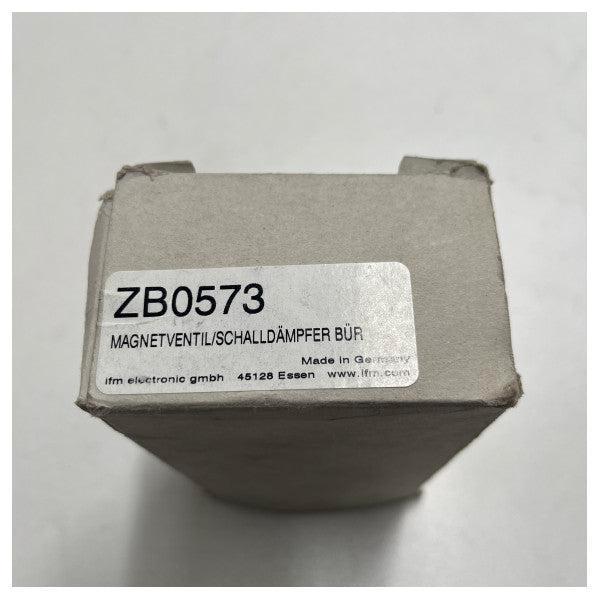 ZB0573
MAGNETVENTIL/SCHALLDÄMPFER BÜR
Made in Germany
ifm electronic gmbh 45128 Essen www.ifm.com